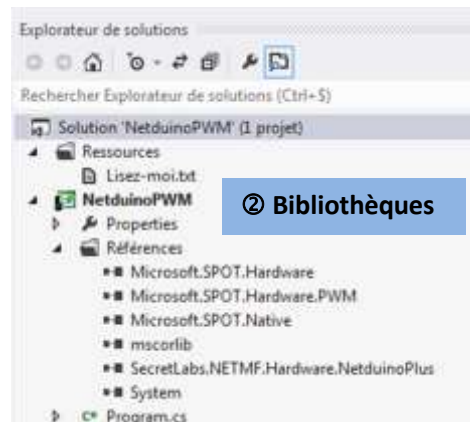 Explorateur de solutions
Rechercher Explorateur de solutions (Ctrl+$)
Solution 'NetduinoPWM' (1 projet)
Ressources
Lisez-moi.txt
NetduinoPWM
② Bibliothèques
Properties
Références
Microsoft.SPOT.Hardware
Microsoft.SPOT.Hardware.PWM
Microsoft.SPOT.Native
mscorlib
SecretLabs.NETMF.Hardware.NetduinoPlus
System
C# Program.cs